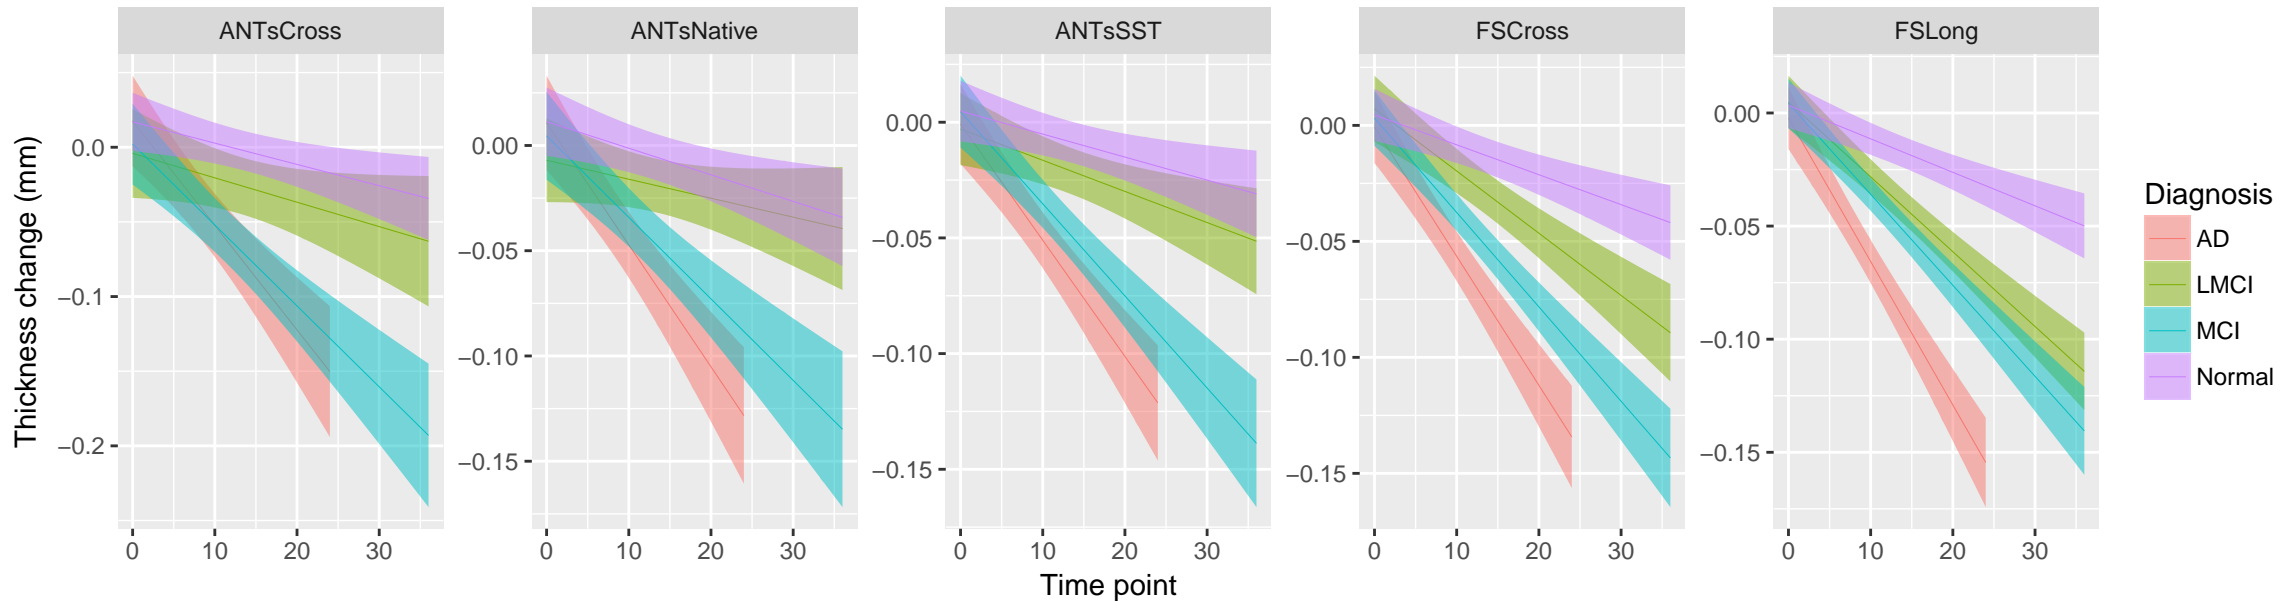 ANTsCross
ANTsNative
ANTsSST
FSCross
FSLong
Thickness change (mm)
0.0
−0.1
−0.2
0 10 20 30
0.00
−0.05
−0.10
−0.15
0 10 20 30
0.00
−0.05
−0.10
−0.15
0 10 20 30
0.00
−0.05
−0.10
−0.15
0 10 20 30
0.00
−0.05
−0.10
−0.15
0 10 20 30
Time point
Diagnosis
AD
LMCI
MCI
Normal